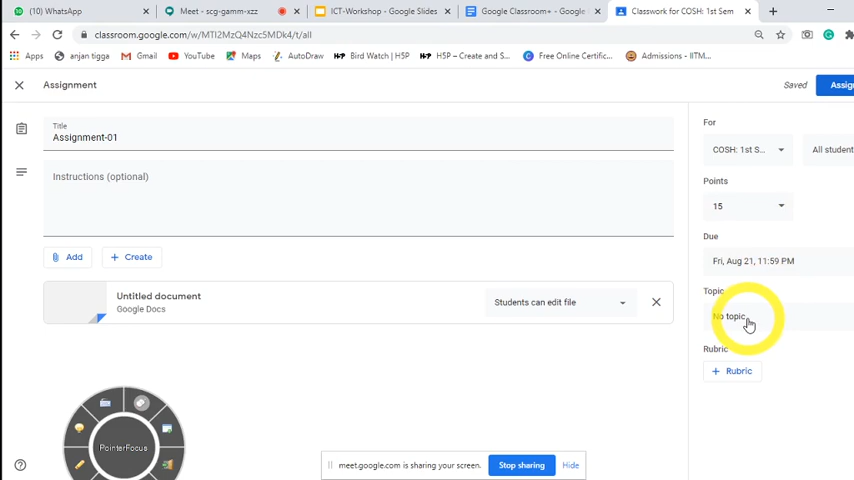 (10) WhatsApp
Meet - scg-gamm-xzz
ICT-Workshop - Google Slides
Google Classroom+ - Google
Classwork for COSH: 1st Sem
classroom.google.com/w/MTI2MzQ4Nzc5MDk4/t/all
Apps
anjan tigga
Gmail
YouTube
Maps
AutoDraw
Bird Watch | H5P
H5P – Create and S...
Free Online Certific...
Admissions - IITM...
Assignment
Saved
Assig
Title
Assignment-01
Instructions (optional)
Add
Create
Untitled document
Google Docs
Students can edit file
For
COSH: 1st S...
All student
Points
15
Due
Fri, Aug 21, 11:59 PM
Topic
No topic
Rubric
Rubric
PointerFocus
meet.google.com is sharing your screen.
Stop sharing
Hide